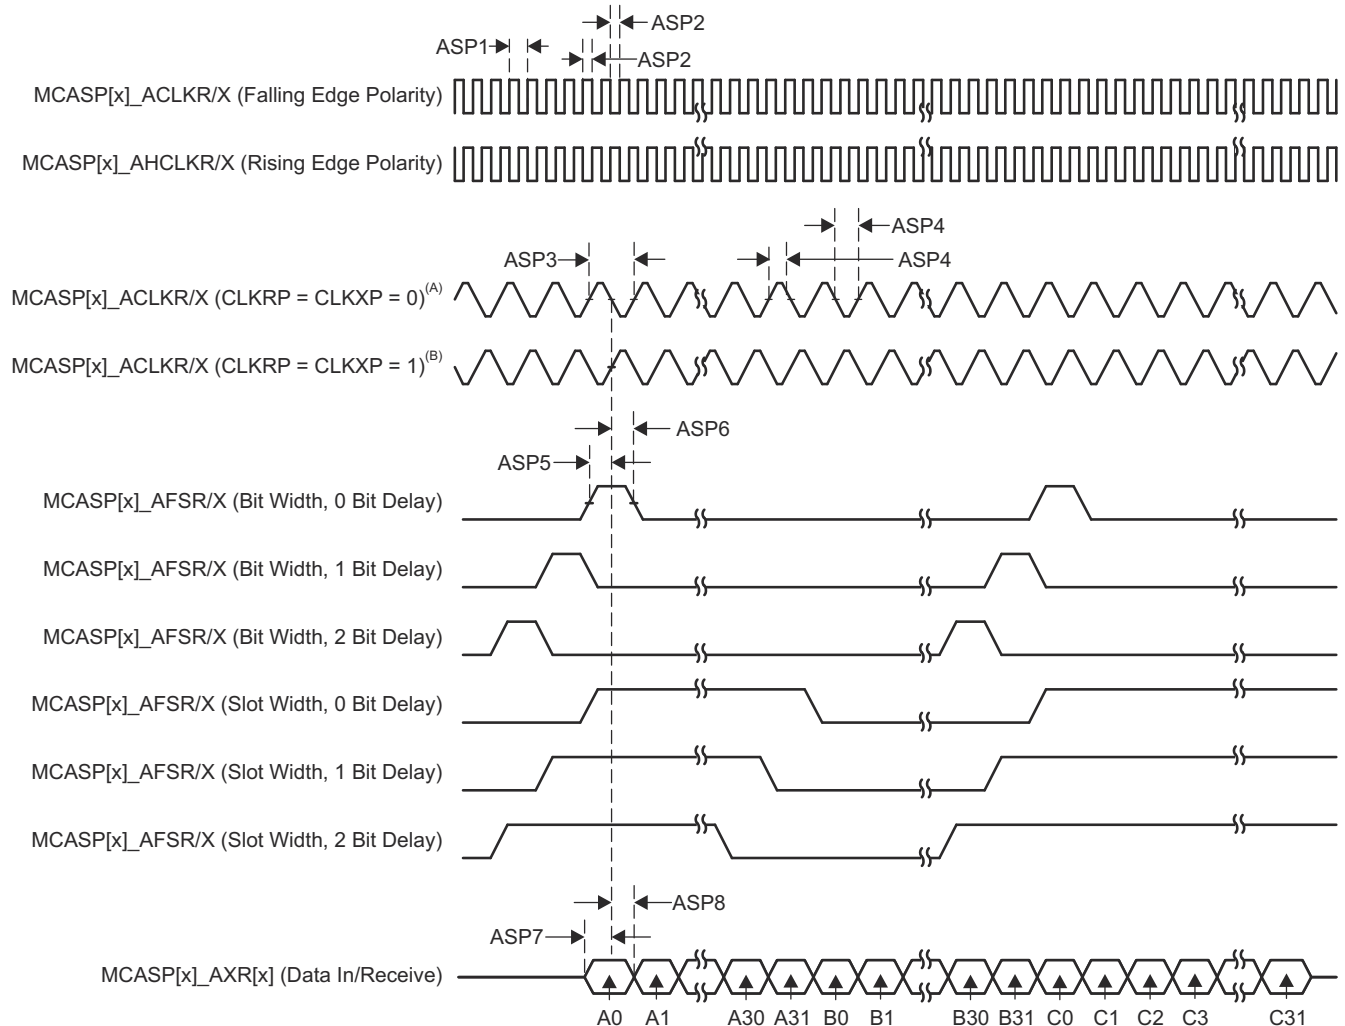 ASP2
ASP1
ASP2
MCASP[x]_ACLKR/X (Falling Edge Polarity)
MCASP[x]_AHCLKR/X (Rising Edge Polarity)
ASP4
ASP3
ASP4
MCASP[x]_ACLKR/X (CLKRP = CLKXP = 0)(A)
MCASP[x]_ACLKR/X (CLKRP = CLKXP = 1)(B)
ASP6
ASP5
MCASP[x]_AFSR/X (Bit Width, 0 Bit Delay)
MCASP[x]_AFSR/X (Bit Width, 1 Bit Delay)
MCASP[x]_AFSR/X (Bit Width, 2 Bit Delay)
MCASP[x]_AFSR/X (Slot Width, 0 Bit Delay)
MCASP[x]_AFSR/X (Slot Width, 1 Bit Delay)
MCASP[x]_AFSR/X (Slot Width, 2 Bit Delay)
ASP8
ASP7
MCASP[x]_AXR[x] (Data In/Receive)
A0 A1 A30 A31 B0 B1 B30 B31 C0 C1 C2 C3 C31